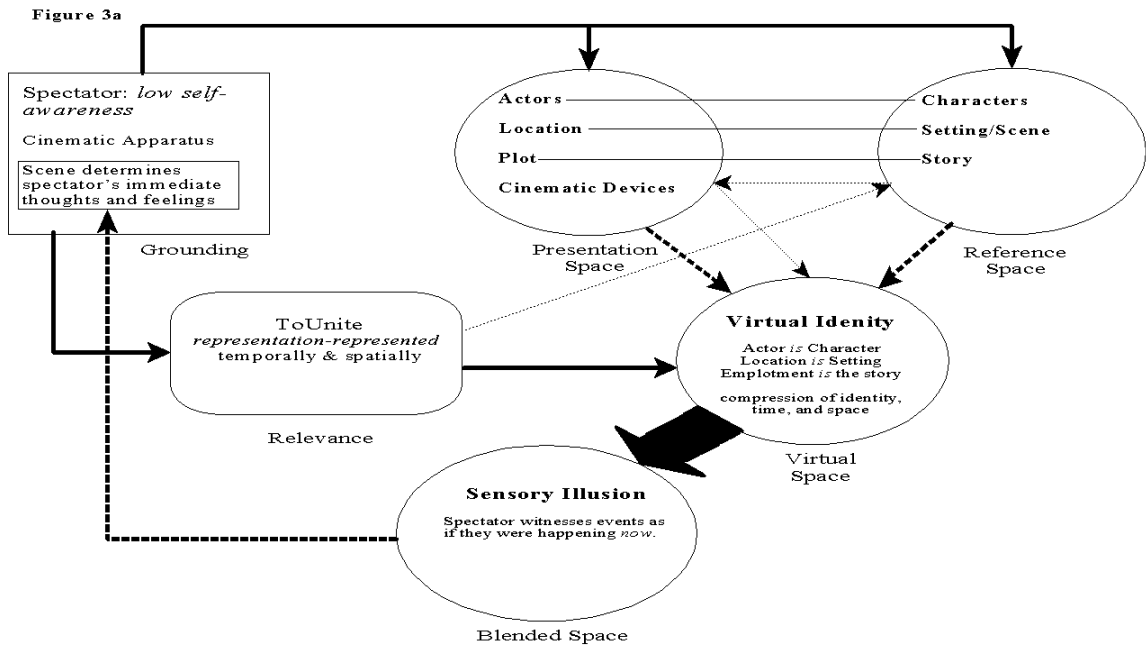 Figure 3a
Spectator: low self-
awareness
Cinematic Apparatus
Scene determines
spectator's immediate
thoughts and feelings
Grounding
Actors
Location
Plot
Cinematic Devices
Presentation
Space
Characters
Setting/Scene
Story
Reference
Space
ToUnite
representation-represented
temporally & spatially
Relevance
Virtual Idenity
Actor is Character
Location is Setting
Emplotment is the story
compression of identity,
time, and space
Virtual
Space
Sensory Illusion
Spectator witnesses events as
if they were happening now.
Blended Space